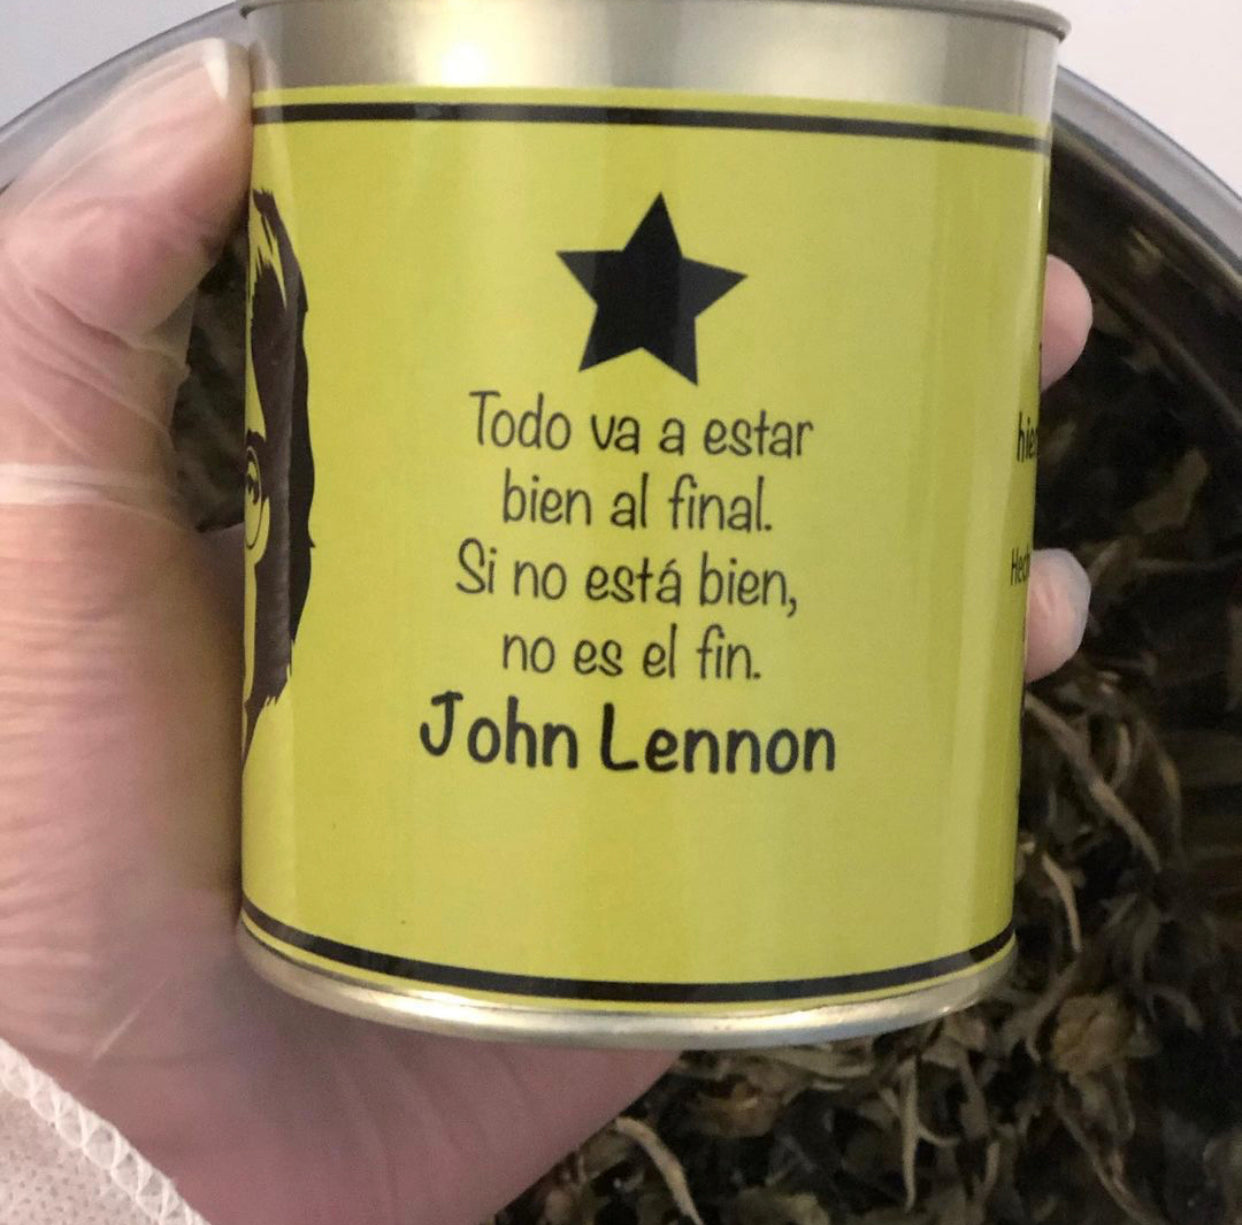 Todo va a estar
bien al final.
Si no está bien,
no es el fin.
John Lennon